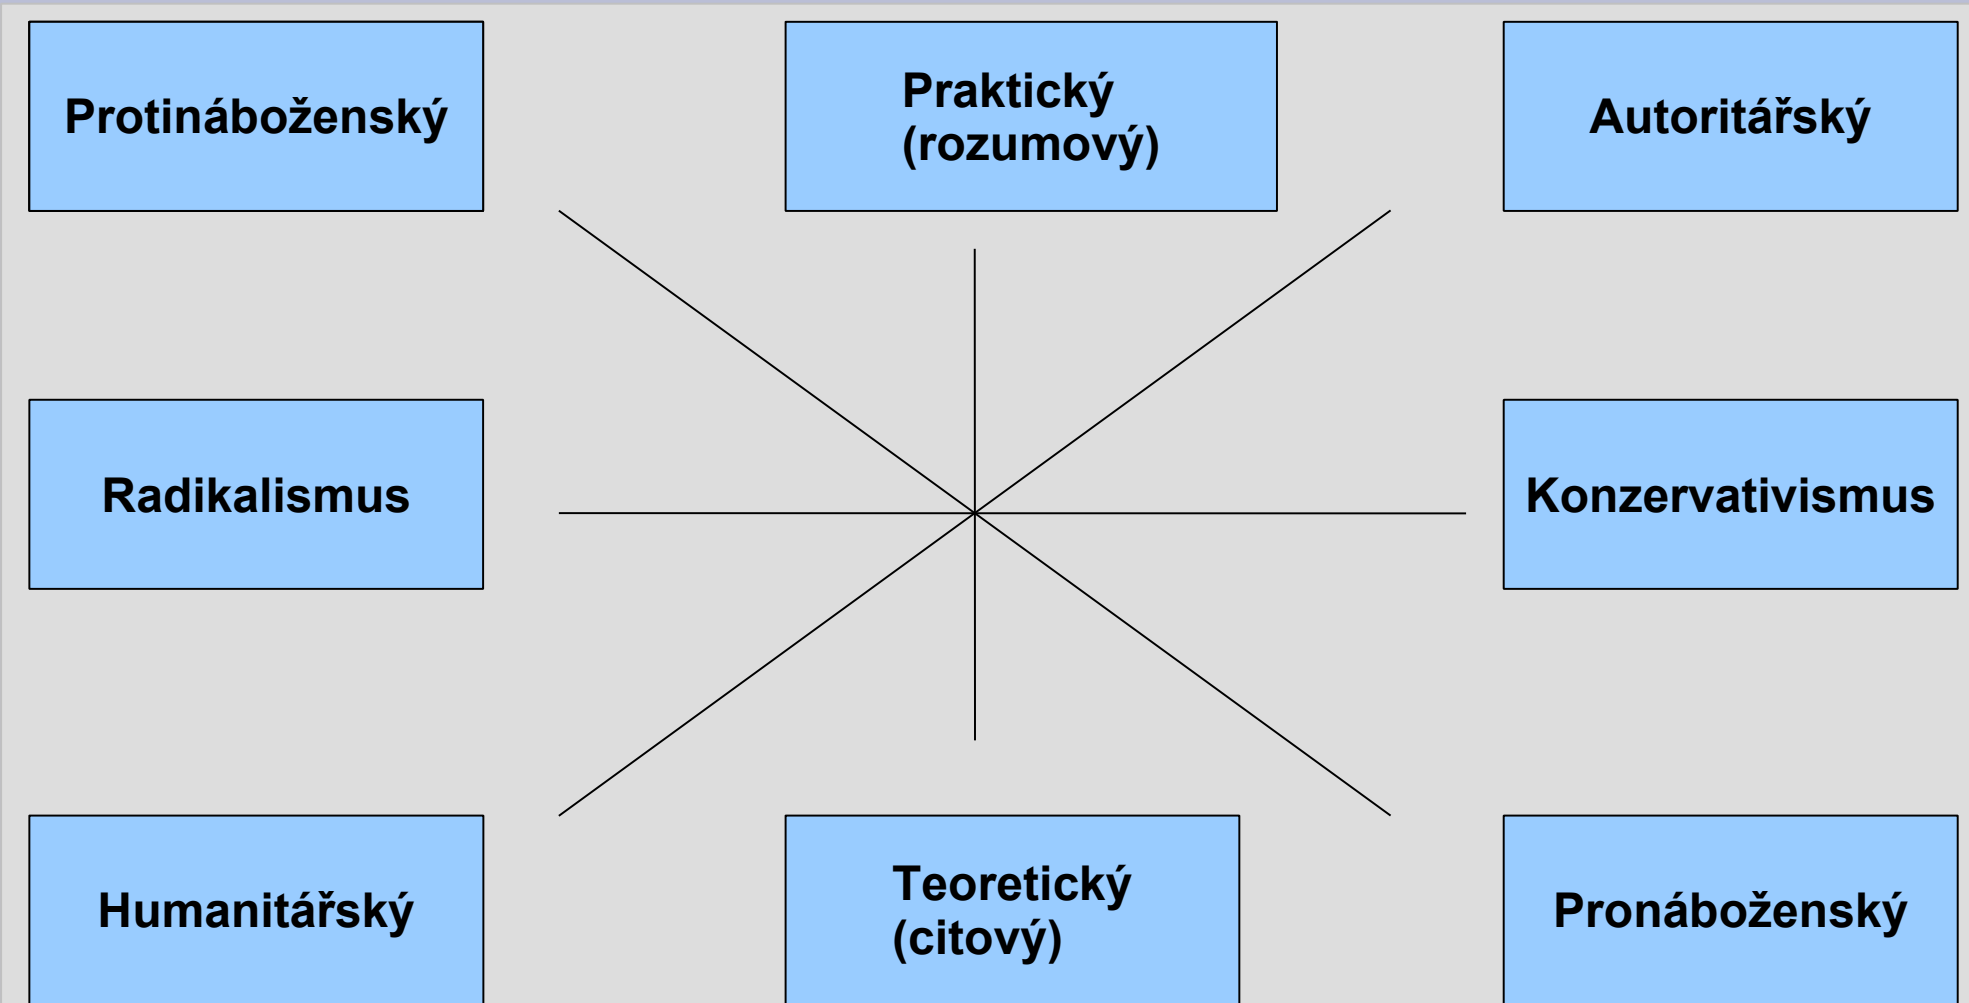 Protináboženský
Praktický
(rozumový)
Autoritářský
Radikalismus
Konzervativismus
Humanitářský
Teoretický
(citový)
Pronáboženský